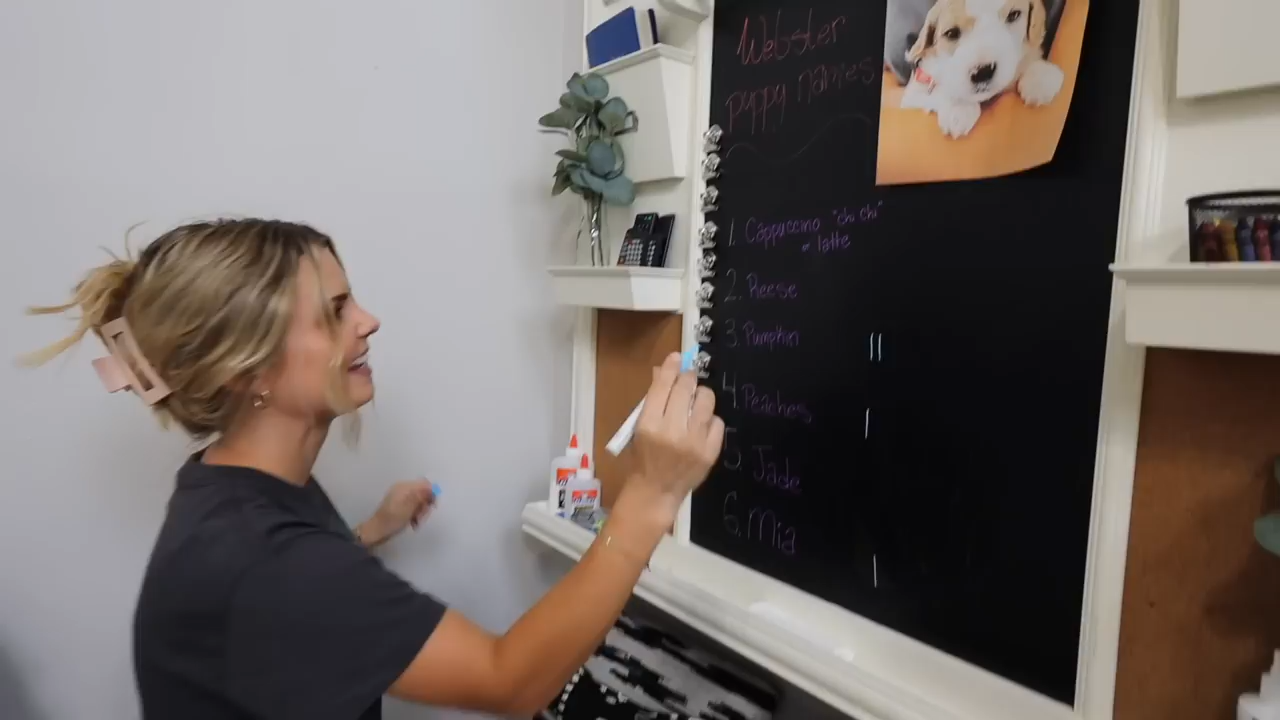 Webster
puppy names
1. Cappuccino "chi chi"
or latte
2. Reese
3. Pumpkin
4. Peaches
5. Jade
6. Mia